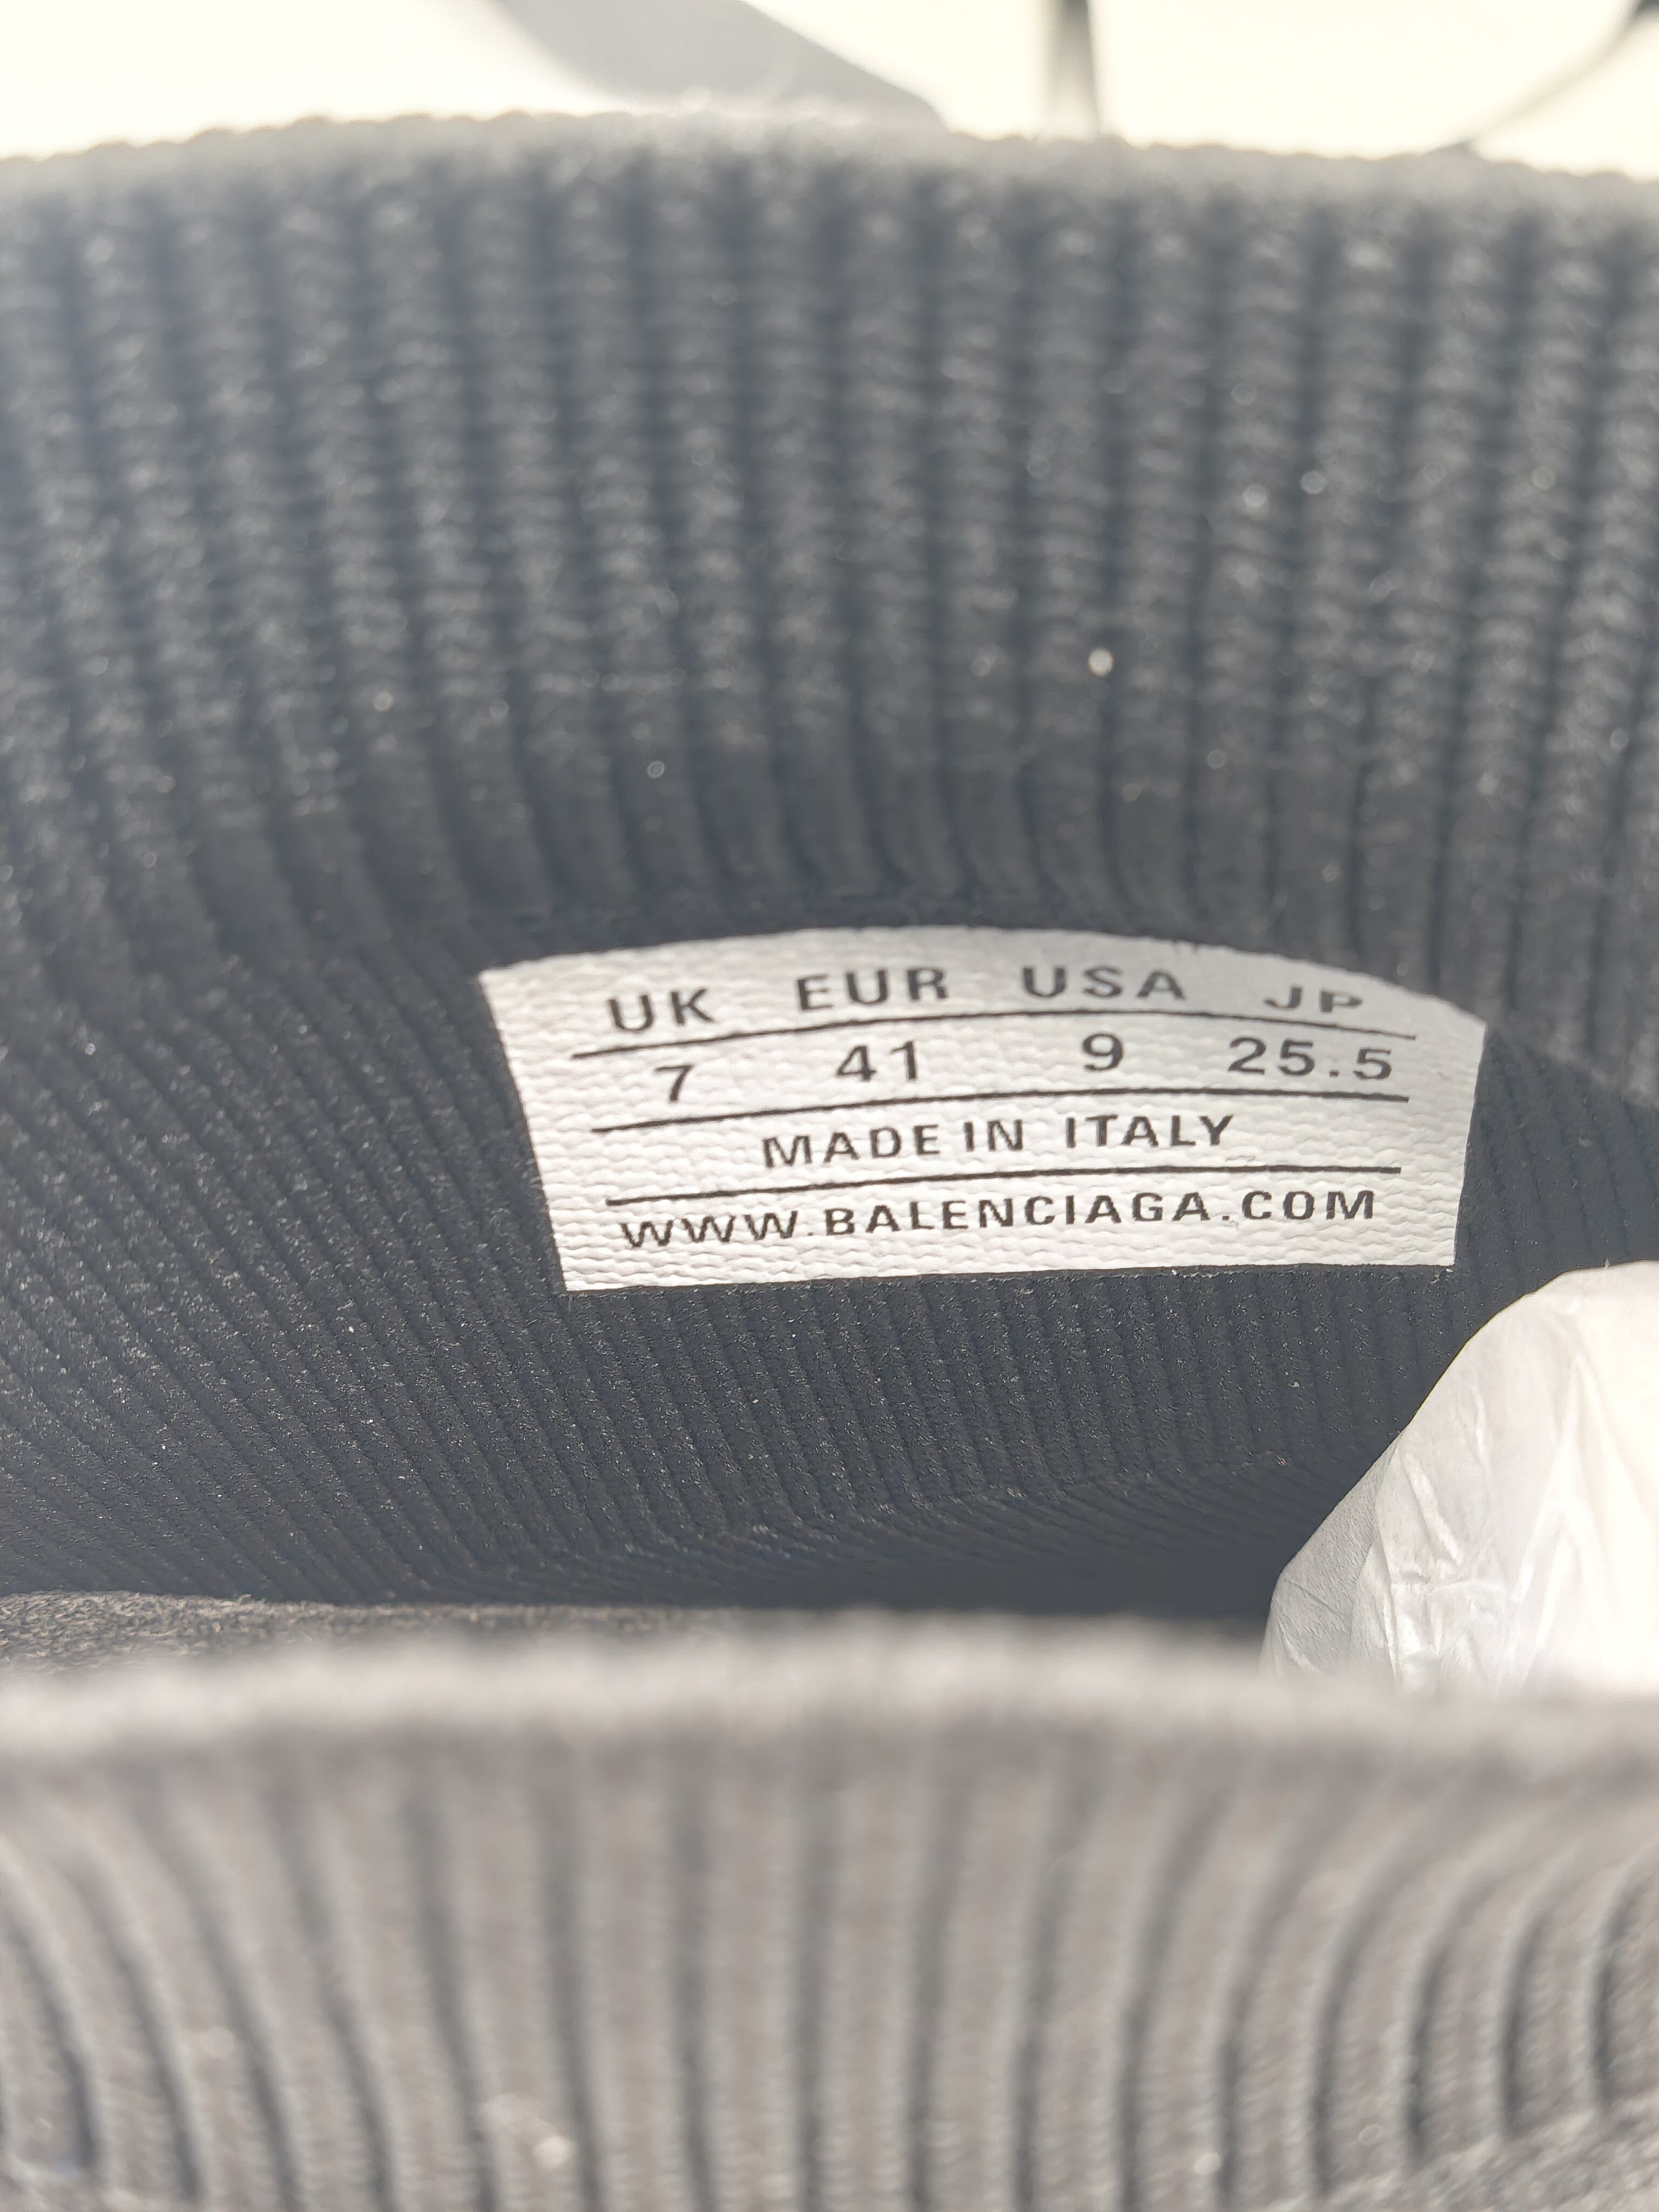 UK EUR USA JP
7 41 9 25.5
MADE IN ITALY
WWW.BALENCIAGA.COM